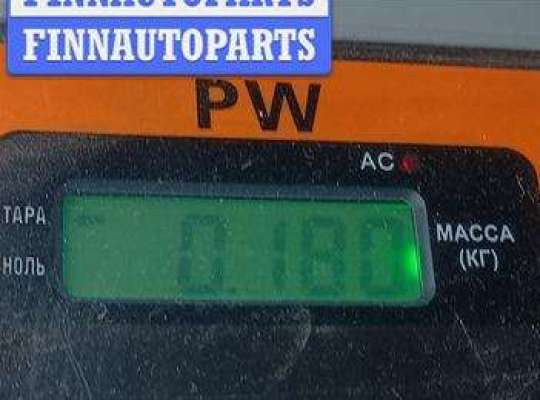 FINNAUTOPARTS
FINNAUTOPARTS
PW
AC
ТАРА
0.180
МАССА
(КГ)
НОЛЬ